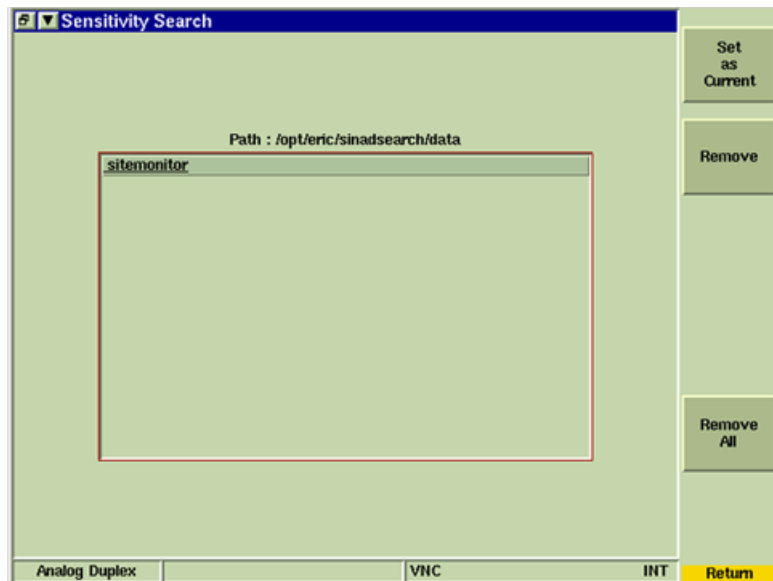 Sensitivity Search
Set
as
Current
Path : /opt/eric/sinadsearch/data
sitemonitor
Remove
Remove
All
Analog Duplex
VNC
INT
Return